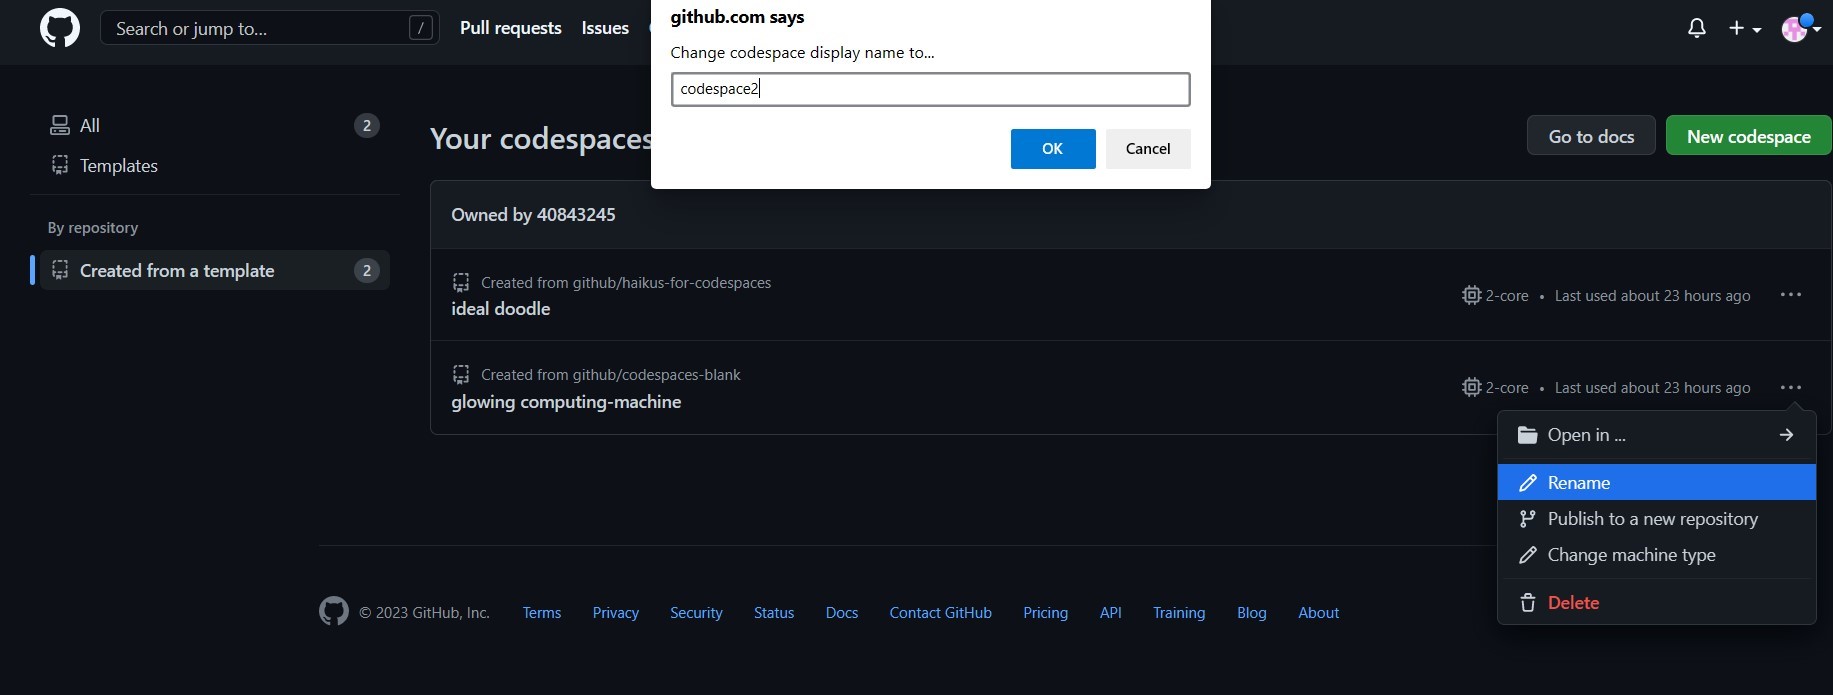 Search or jump to...
/
Pull requests
Issues
github.com says
Change codespace display name to...
codespace2
OK
Cancel
All
2
Templates
By repository
Created from a template
2
Your codespaces
Go to docs
New codespace
Owned by 40843245
Created from github/haikus-for-codespaces
ideal doodle
2-core • Last used about 23 hours ago
Created from github/codespaces-blank
glowing computing-machine
2-core • Last used about 23 hours ago
Open in ...
Rename
Publish to a new repository
Change machine type
Delete
© 2023 GitHub, Inc.
Terms
Privacy
Security
Status
Docs
Contact GitHub
Pricing
API
Training
Blog
About